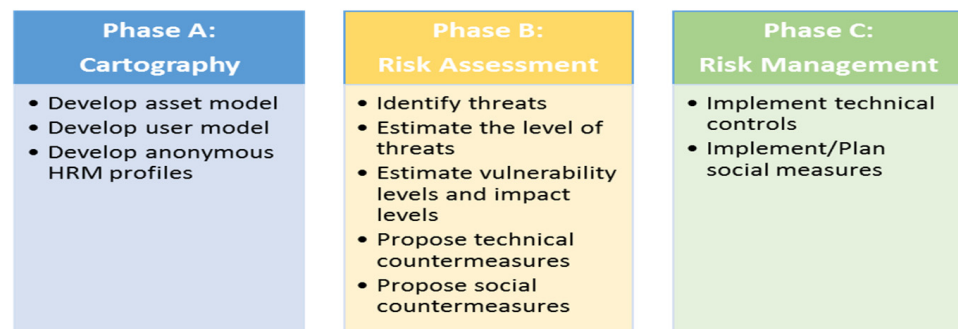 Phase A:
Cartography
• Develop asset model
• Develop user model
• Develop anonymous
HRM profiles
Phase B:
Risk Assessment
• Identify threats
• Estimate the level of
threats
• Estimate vulnerability
levels and impact
levels
• Propose technical
countermeasures
• Propose social
countermeasures
Phase C:
Risk Management
• Implement technical
controls
• Implement/Plan
social measures